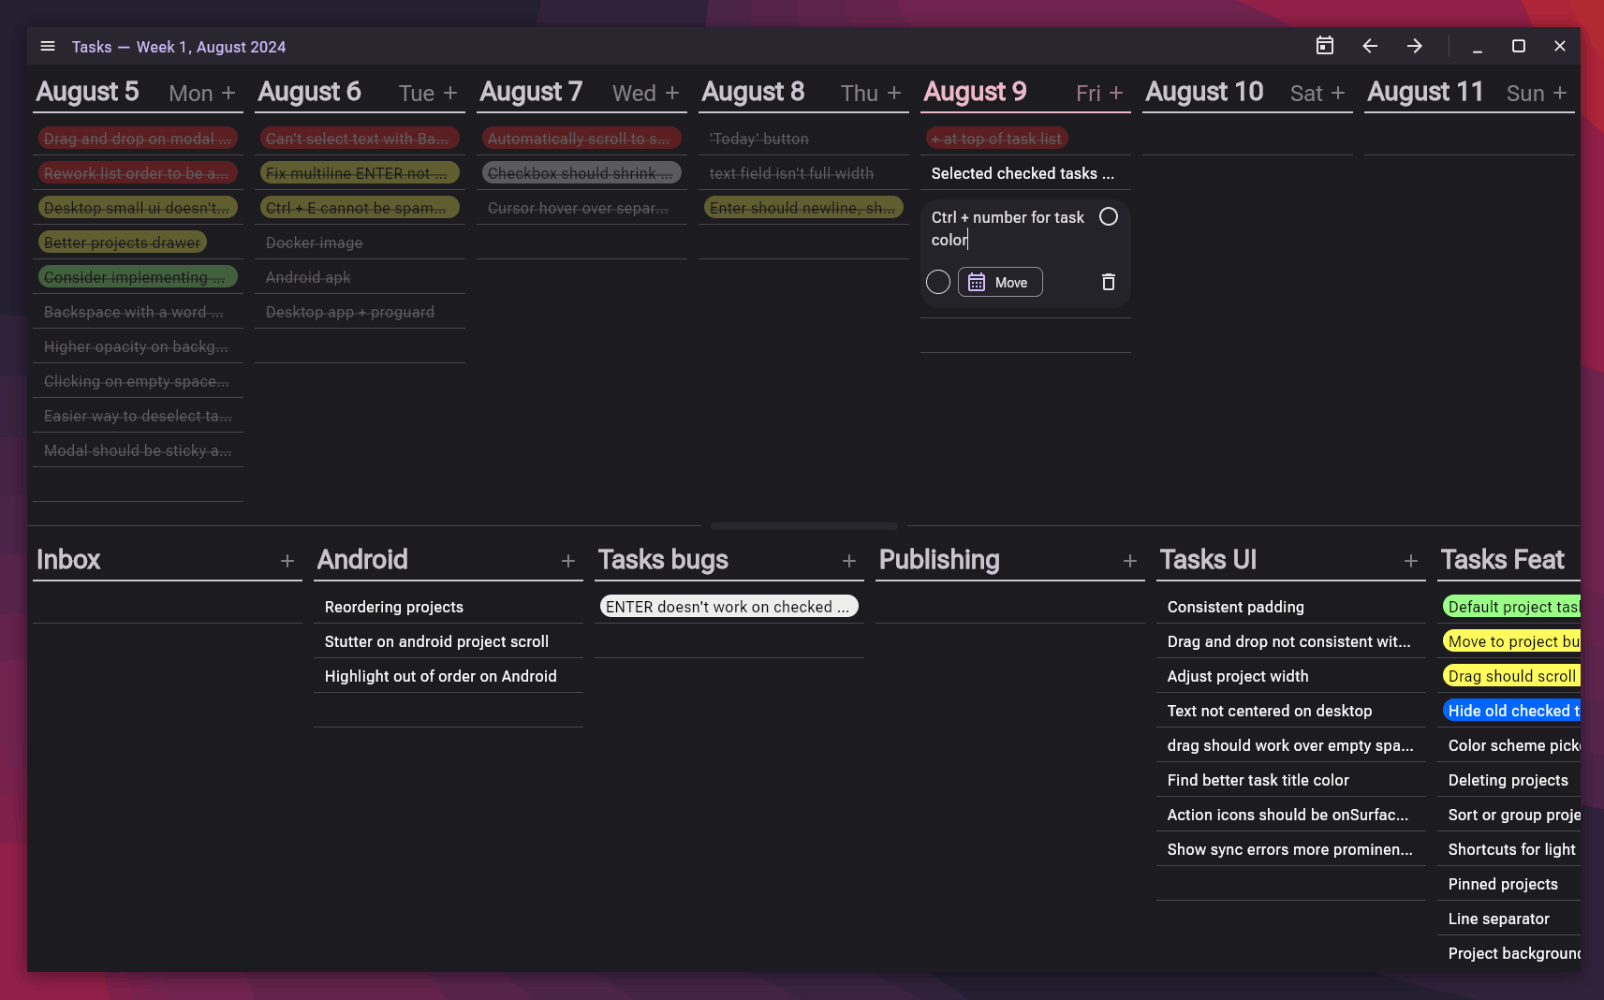 Tasks — Week 1, August 2024
August 5 Mon +
Drag and drop on modal ...
Rework list order to be a...
Desktop small ui doesn't...
Better projects drawer
Consider implementing ...
Backspace with a word ...
Higher opacity on backg...
Clicking on empty space...
Easier way to deselect ta...
Modal should be sticky a...
August 6 Tue +
Can't select text with Ba...
Fix multiline ENTER not ...
Ctrl + E cannot be spam...
Docker image
Android apk
Desktop app + proguard
August 7 Wed +
Automatically scroll to s...
Checkbox should shrink ...
Cursor hover over separ...
August 8 Thu +
'Today' button
text field isn't full width
Enter should newline, sh...
August 9 Fri +
+ at top of task list
Selected checked tasks ...
Ctrl + number for task
color
Move
August 10 Sat +
August 11 Sun +
Inbox +
Android +
Reordering projects
Stutter on android project scroll
Highlight out of order on Android
Tasks bugs +
ENTER doesn't work on checked ...
Publishing +
Tasks UI +
Consistent padding
Drag and drop not consistent wit...
Adjust project width
Text not centered on desktop
drag should work over empty spa...
Find better task title color
Action icons should be onSurfac...
Show sync errors more prominen...
Tasks Feat
Default project tasl
Move to project bu
Drag should scroll
Hide old checked t
Color scheme pick
Deleting projects
Sort or group proje
Shortcuts for light
Pinned projects
Line separator
Project background